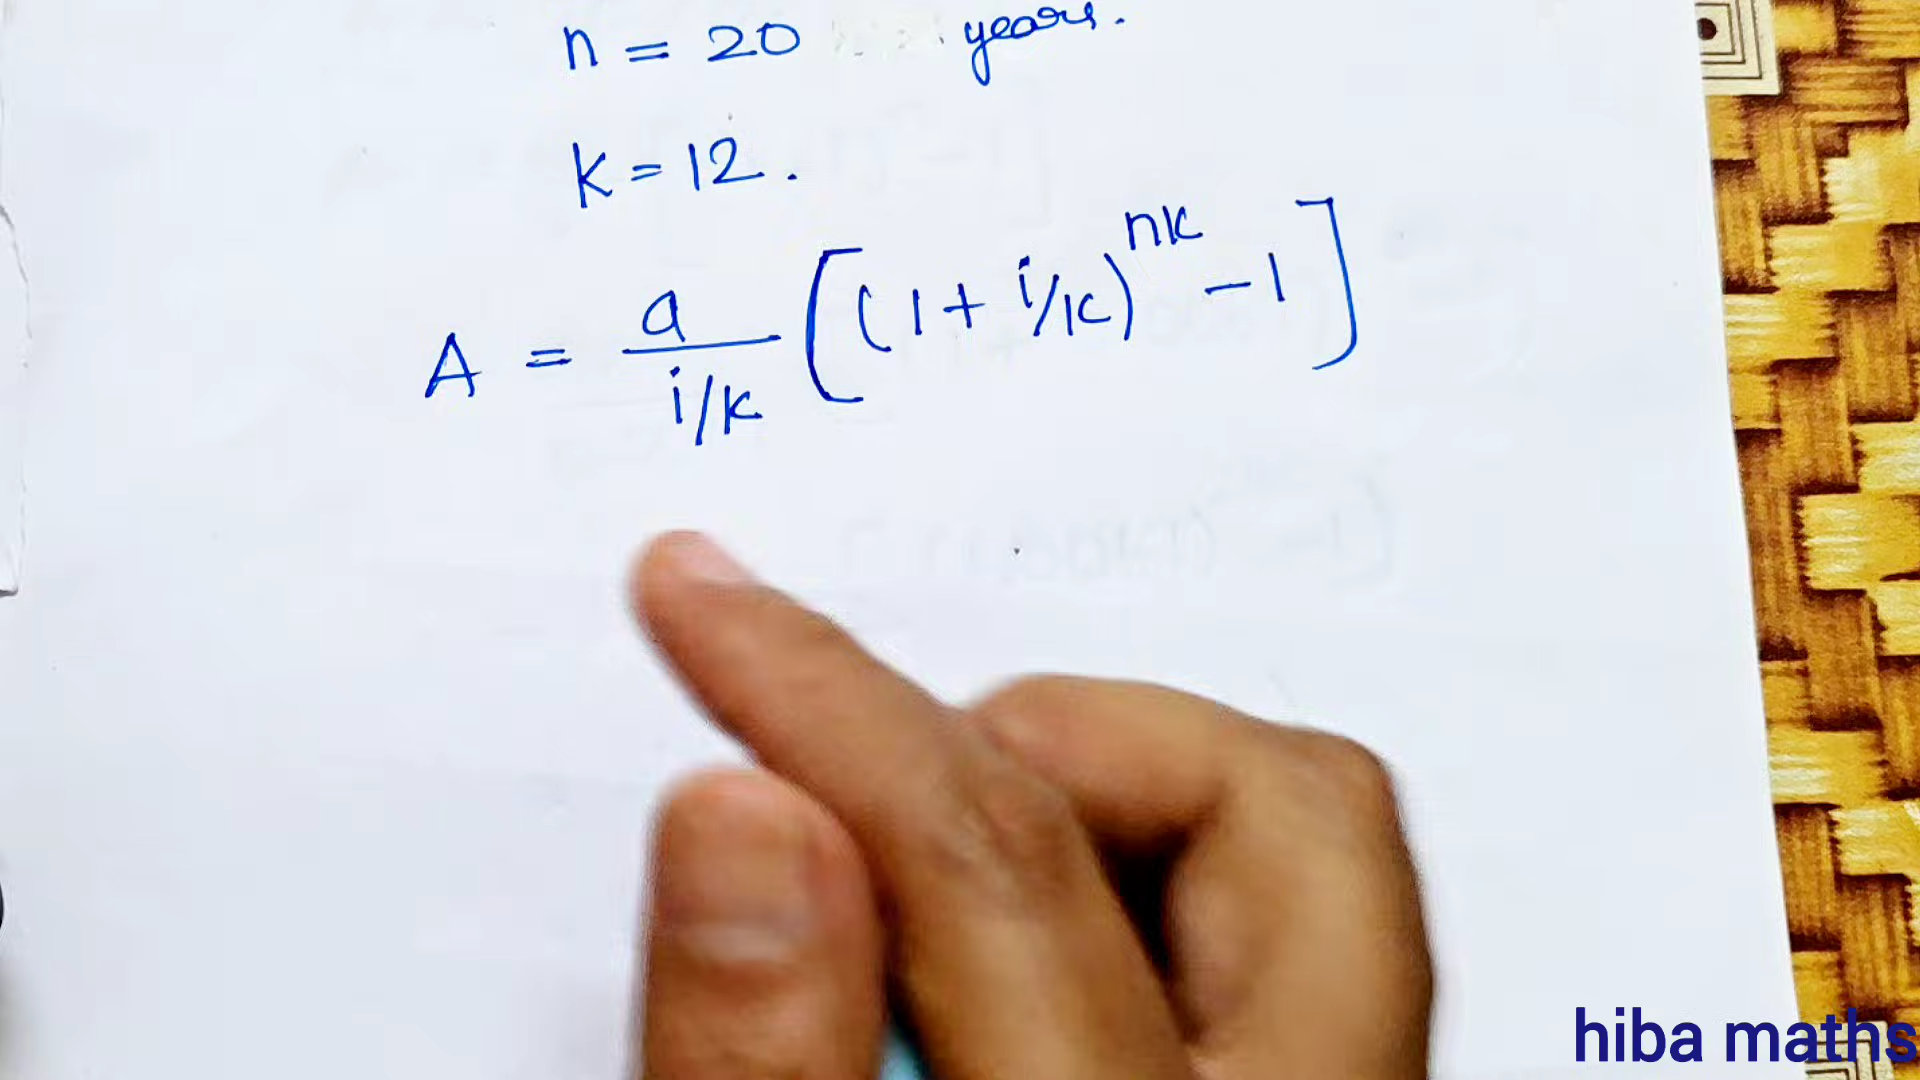 n = 20 years.
k = 12.
A = a/(i/k) [(1 + i/k)^nk - 1]
hiba maths